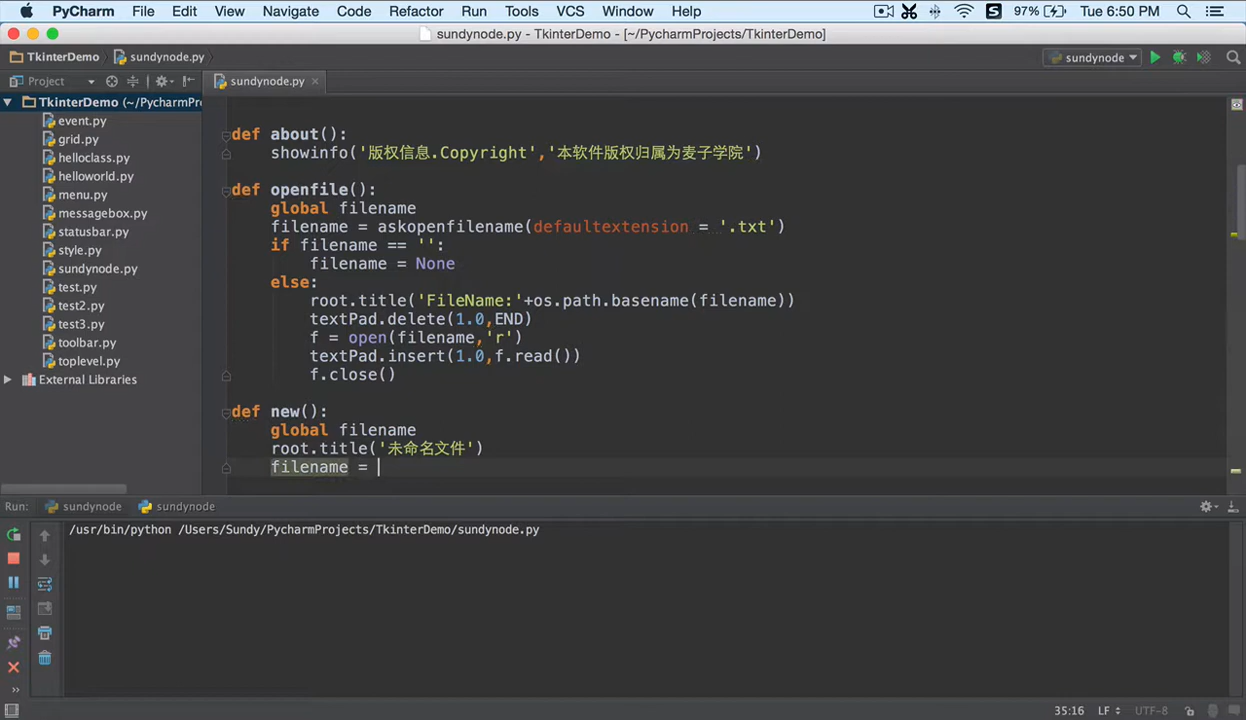 PyCharm File Edit View Navigate Code Refactor Run Tools VCS Window Help 97% Tue 6:50 PM
sundynode.py - TkinterDemo - [~/PycharmProjects/TkinterDemo]
TkinterDemo sundynode.py sundynode
Project sundynode.py
TkinterDemo (~/PycharmPr
event.py
grid.py
helloclass.py
helloworld.py
menu.py
messagebox.py
statusbar.py
style.py
sundynode.py
test.py
test2.py
test3.py
toolbar.py
toplevel.py
External Libraries
def about():
showinfo('版权信息.Copyright','本软件版权归属为麦子学院')
def openfile():
global filename
filename = askopenfilename(defaultextension = '.txt')
if filename == '':
filename = None
else:
root.title('FileName:'+os.path.basename(filename))
textPad.delete(1.0,END)
f = open(filename,'r')
textPad.insert(1.0,f.read())
f.close()
def new():
global filename
root.title('未命名文件')
filename =
Run: sundynode sundynode
/usr/bin/python /Users/Sundy/PycharmProjects/TkinterDemo/sundynode.py
35:16 LF UTF-8